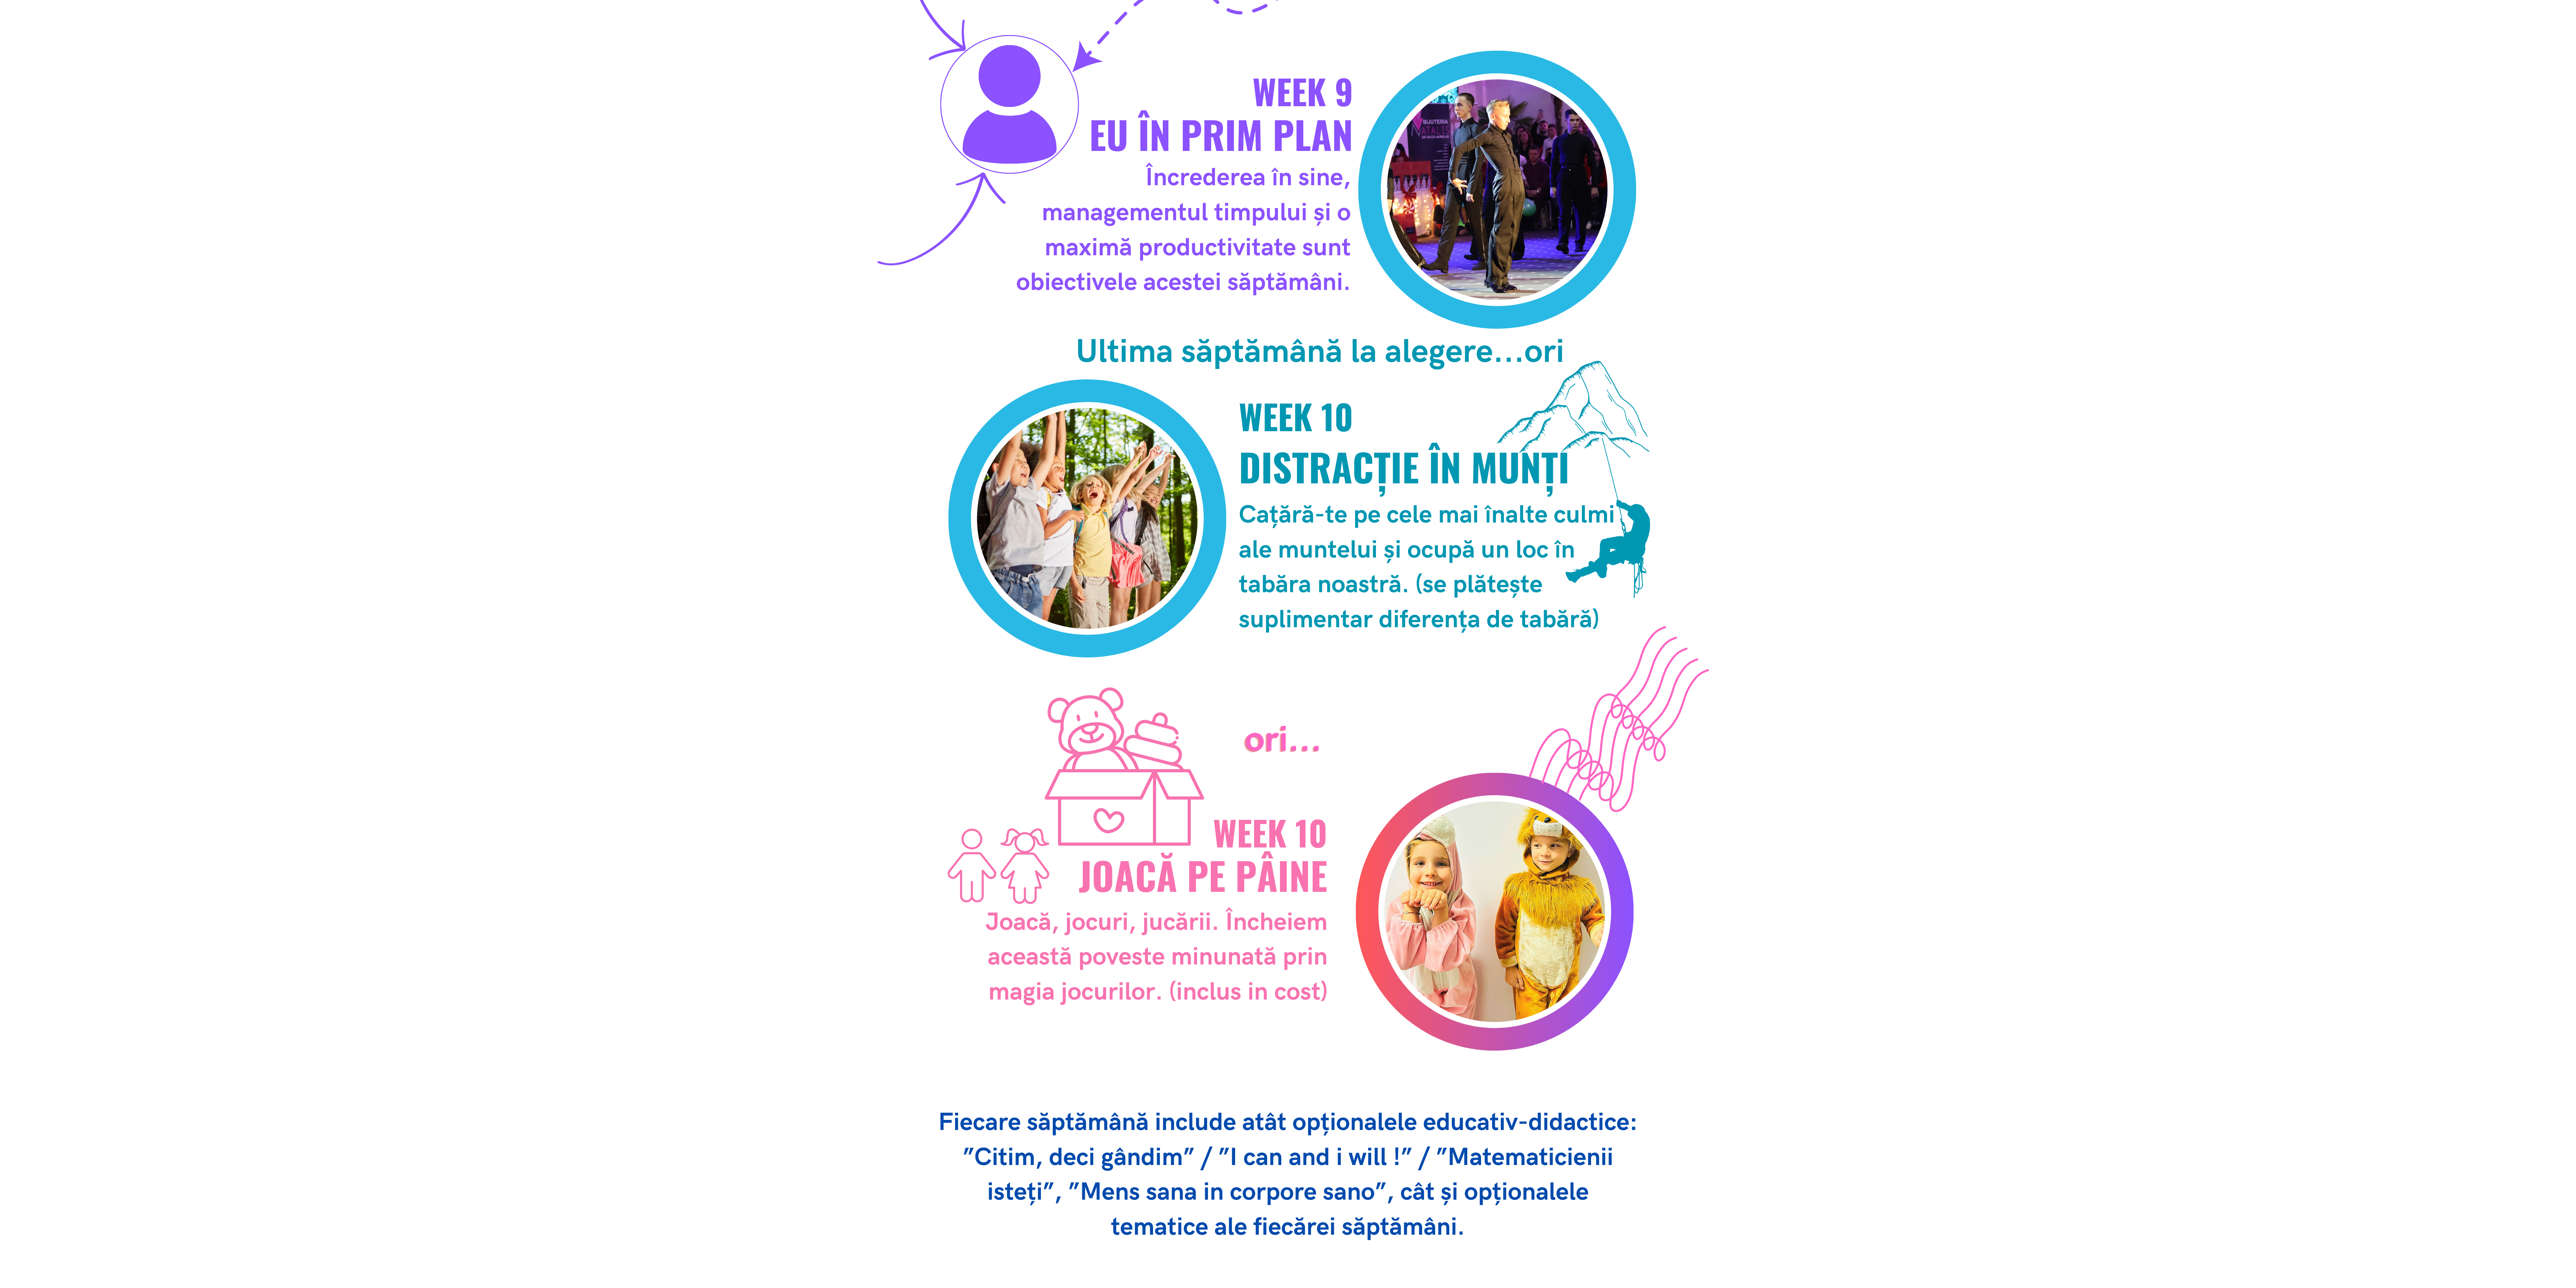 WEEK 9
EU ÎN PRIM PLAN
Încrederea în sine,
managementul timpului și o
maximă productivitate sunt
obiectivele acestei săptămâni.
BIJUTERIA
Ultima săptămână la alegere...ori
WEEK 10
DISTRACȚIE ÎN MUNȚI
Cațără-te pe cele mai înalte culmi
ale muntelui și ocupă un loc în
tabăra noastră. (se plătește
suplimentar diferența de tabără)
ori...
WEEK 10
JOACĂ PE PÂINE
Joacă, jocuri, jucării. Încheiem
această poveste minunată prin
magia jocurilor. (inclus in cost)
Fiecare săptămână include atât opționalele educativ-didactice:
”Citim, deci gândim” / ”I can and i will !” / ”Matematicienii
isteți”, ”Mens sana in corpore sano”, cât și opționalele
tematice ale fiecărei săptămâni.